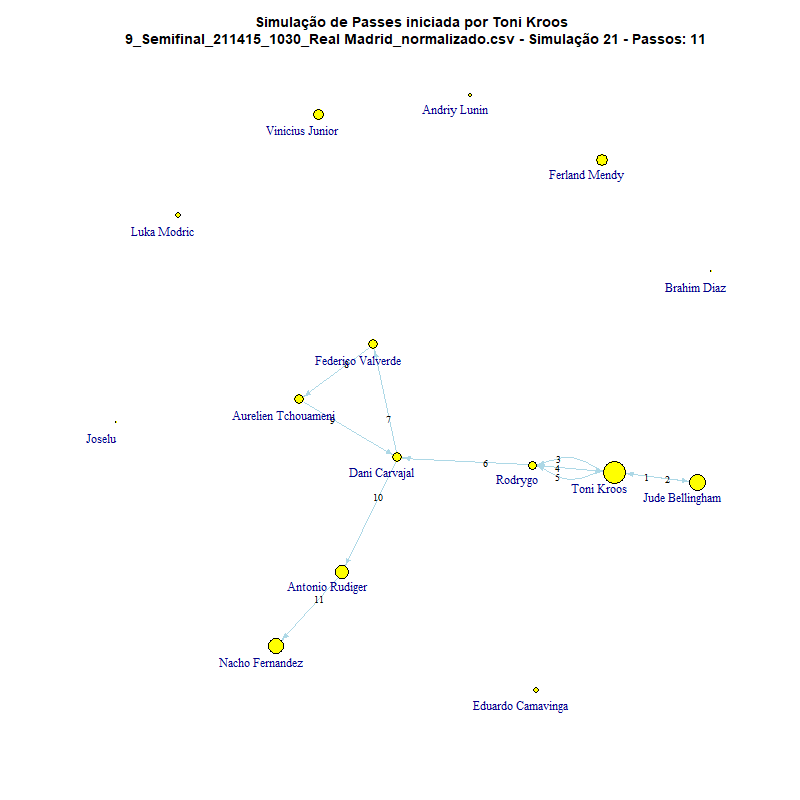 Simulação de Passes iniciada por Toni Kroos
9_Semifinal_211415_1030_Real Madrid_normalizado.csv - Simulação 21 - Passos: 11
Andriy Lunin
Vinicius Junior
Ferland Mendy
Luka Modric
Brahim Diaz
Federico Valverde
8
Aurelien Tchouameni
9
7
Joselu
Dani Carvajal
6
3
4
5
Rodrygo
1
2
Toni Kroos
Jude Bellingham
10
Antonio Rudiger
11
Nacho Fernandez
Eduardo Camavinga